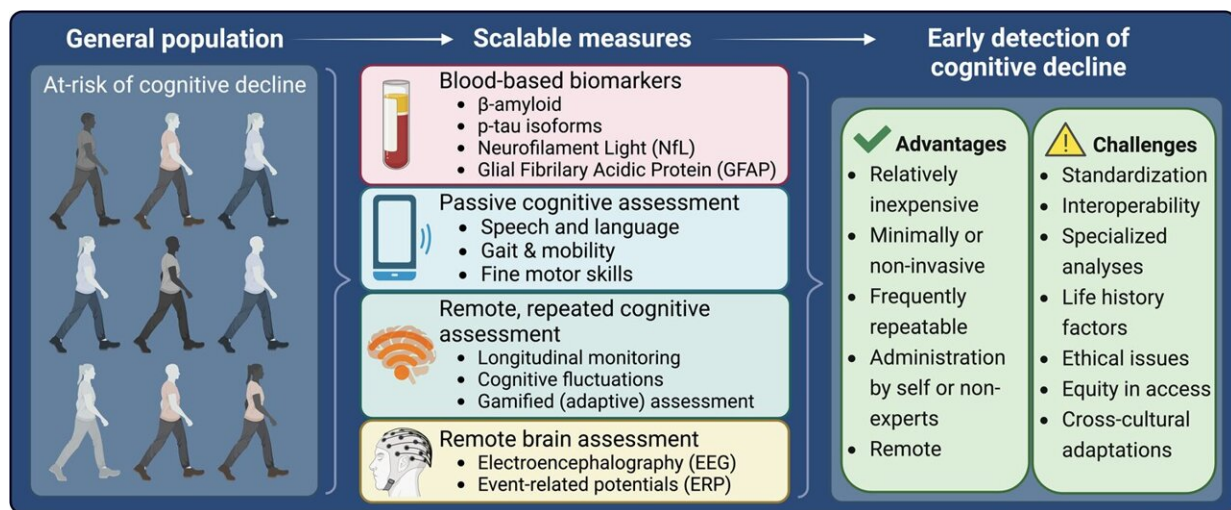 General population
Scalable measures
Early detection of
cognitive decline
At-risk of cognitive decline
Blood-based biomarkers
• β-amyloid
• p-tau isoforms
• Neurofilament Light (NfL)
• Glial Fibrilary Acidic Protein (GFAP)
Passive cognitive assessment
• Speech and language
• Gait & mobility
• Fine motor skills
Remote, repeated cognitive
assessment
• Longitudinal monitoring
• Cognitive fluctuations
• Gamified (adaptive) assessment
Remote brain assessment
• Electroencephalography (EEG)
• Event-related potentials (ERP)
Advantages
• Relatively
inexpensive
• Minimally or
non-invasive
• Frequently
repeatable
• Administration
by self or non-
experts
• Remote
Challenges
• Standardization
• Interoperability
• Specialized
analyses
• Life history
factors
• Ethical issues
• Equity in access
• Cross-cultural
adaptations